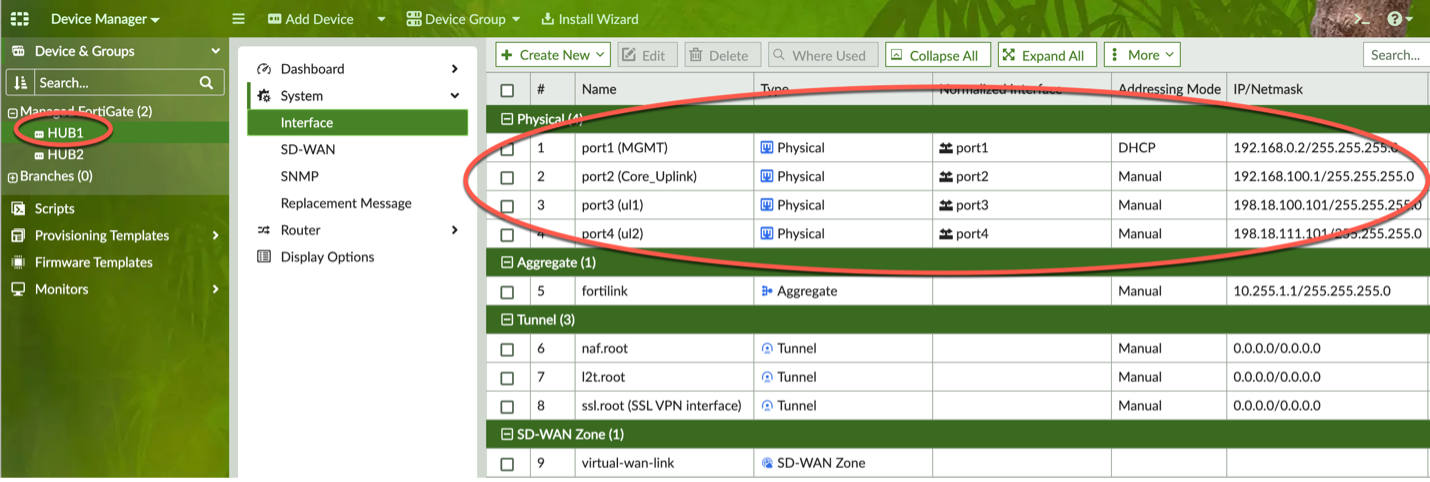 Device Manager
Add Device
Device Group
Install Wizard
Device & Groups
Search...
Managed FortiGate (2)
HUB1
HUB2
Branches (0)
Scripts
Provisioning Templates
Firmware Templates
Monitors
Dashboard
System
Interface
SD-WAN
SNMP
Replacement Message
Router
Display Options
Create New Edit Delete Where Used Collapse All Expand All More Search...
# Name Type Normalized Interface Addressing Mode IP/Netmask
Physical (4)
1 port1 (MGMT) Physical port1 DHCP 192.168.0.2/255.255.255.0
2 port2 (Core_Uplink) Physical port2 Manual 192.168.100.1/255.255.255.0
3 port3 (ul1) Physical port3 Manual 198.18.100.101/255.255.255.0
4 port4 (ul2) Physical port4 Manual 198.18.111.101/255.255.255.0
Aggregate (1)
5 fortilink Aggregate Manual 10.255.1.1/255.255.255.0
Tunnel (3)
6 naf.root Tunnel Manual 0.0.0.0/0.0.0.0
7 l2t.root Tunnel Manual 0.0.0.0/0.0.0.0
8 ssl.root (SSL VPN interface) Tunnel Manual 0.0.0.0/0.0.0.0
SD-WAN Zone (1)
9 virtual-wan-link SD-WAN Zone